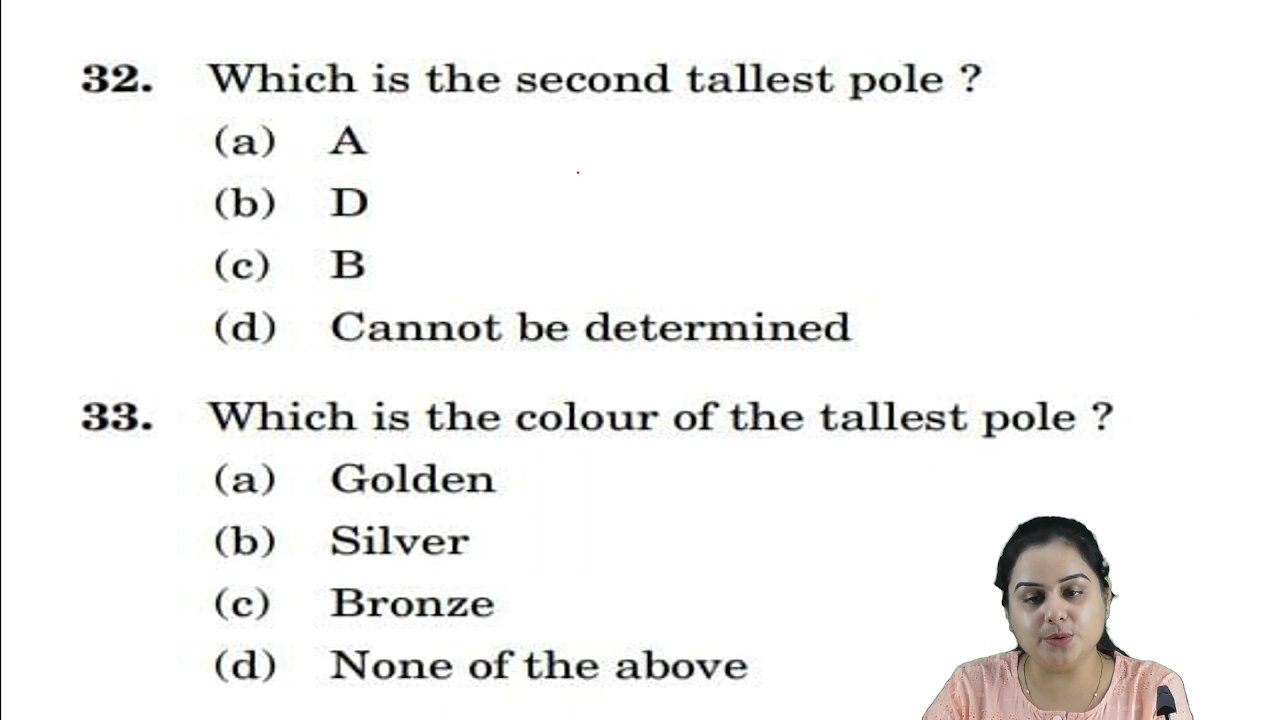 32. Which is the second tallest pole ?
(a) A
(b) D
(c) B
(d) Cannot be determined
33. Which is the colour of the tallest pole ?
(a) Golden
(b) Silver
(c) Bronze
(d) None of the above